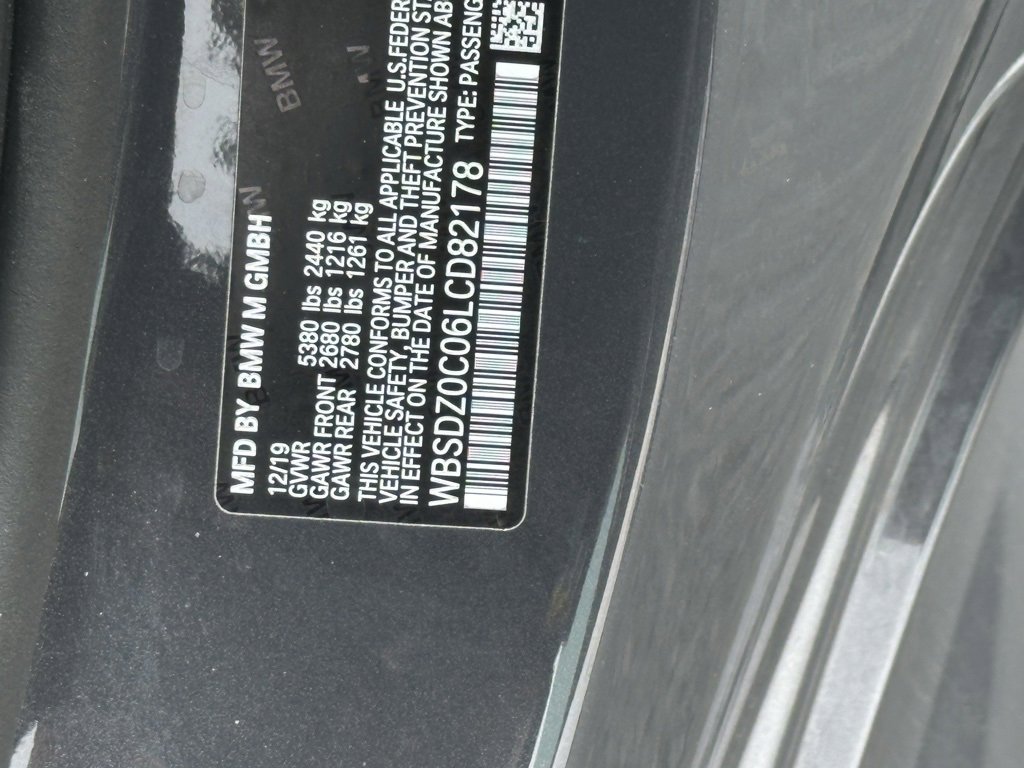 MFD BY BMW M GMBH
12/19
GVWR 5380 lbs 2440 kg
GAWR FRONT 2680 lbs 1216 kg
GAWR REAR 2780 lbs 1261 kg
THIS VEHICLE CONFORMS TO ALL APPLICABLE U.S. FEDER
VEHICLE SAFETY, BUMPER AND THEFT PREVENTION ST
IN EFFECT ON THE DATE OF MANUFACTURE SHOWN AB
WBSDZ0C06LCD82178 TYPE: PASSENG
BMW